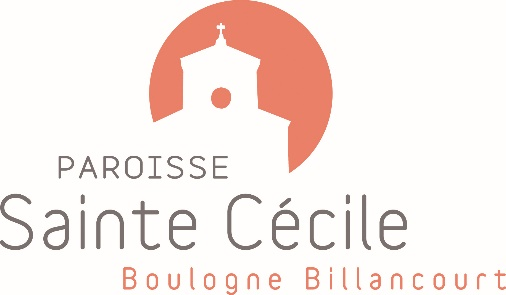 PAROISSE
Sainte Cécile
Boulogne Billancourt